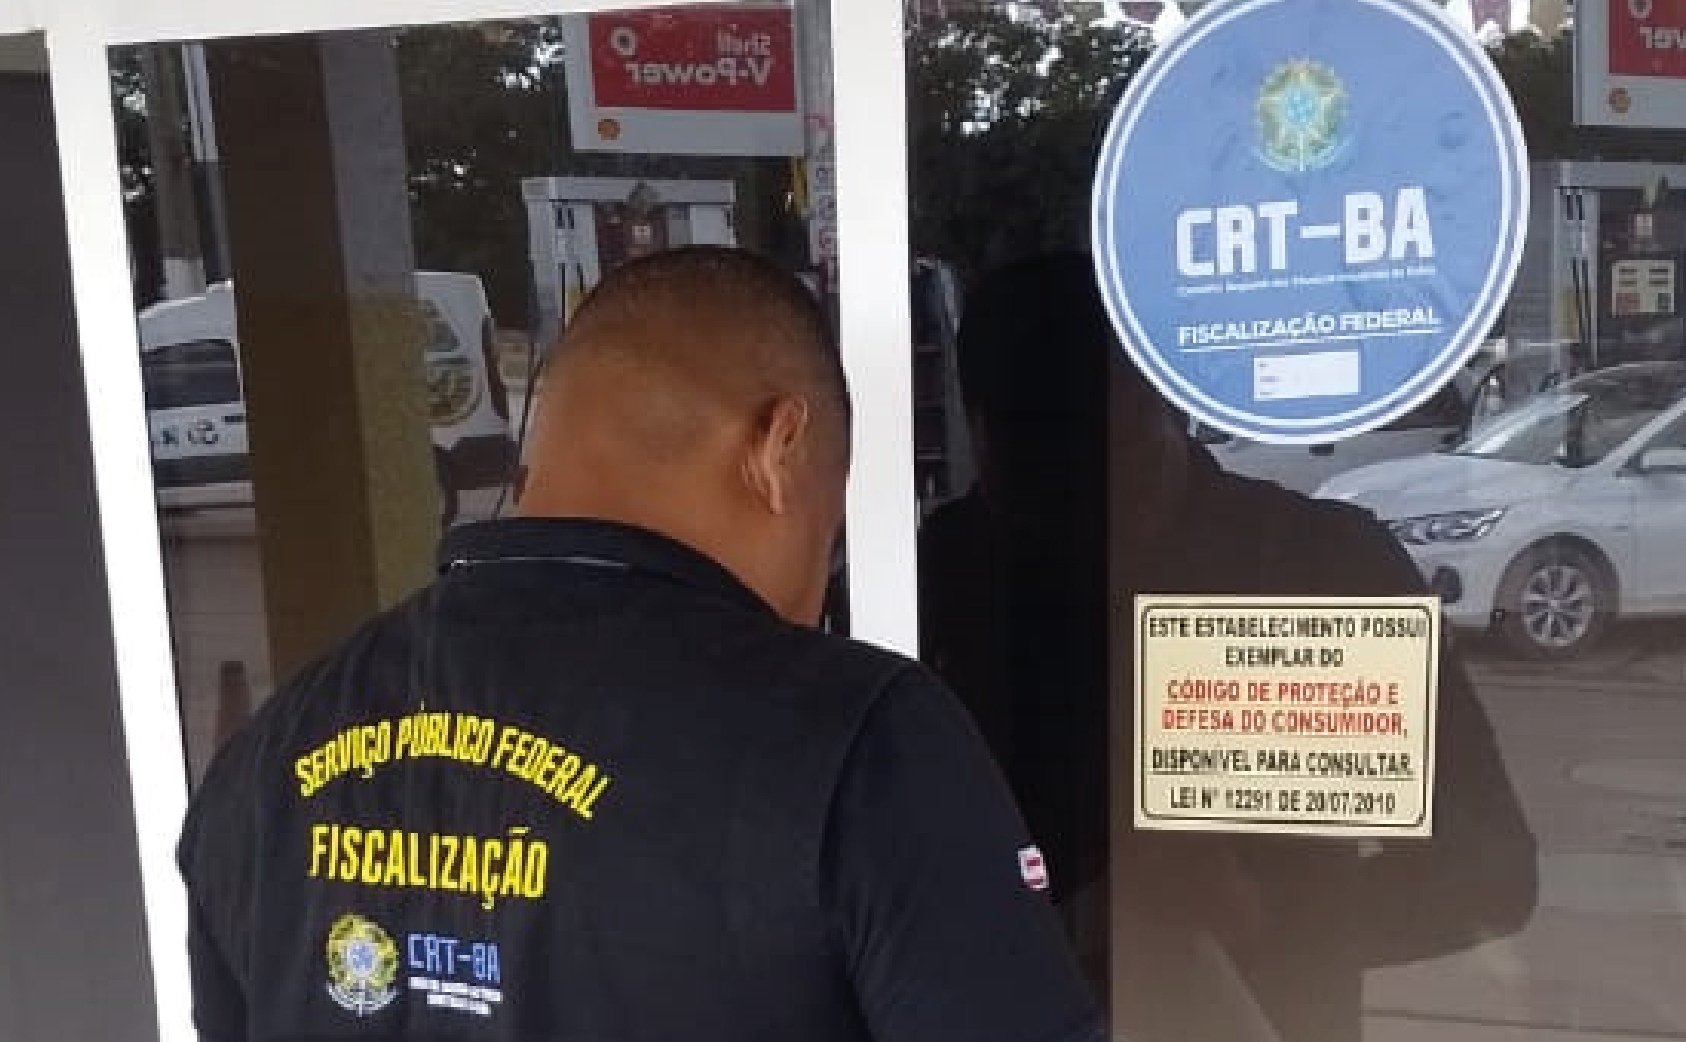 Shell
V-Power
CRT-BA
FISCALIZAÇÃO FEDERAL
ESTE ESTABELECIMENTO POSSUI
EXEMPLAR DO
CÓDIGO DE PROTEÇÃO E
DEFESA DO CONSUMIDOR,
DISPONÍVEL PARA CONSULTAR.
LEI N° 12291 DE 20/07/2010
SERVIÇO PÚBLICO FEDERAL
FISCALIZAÇÃO
CRT-BA